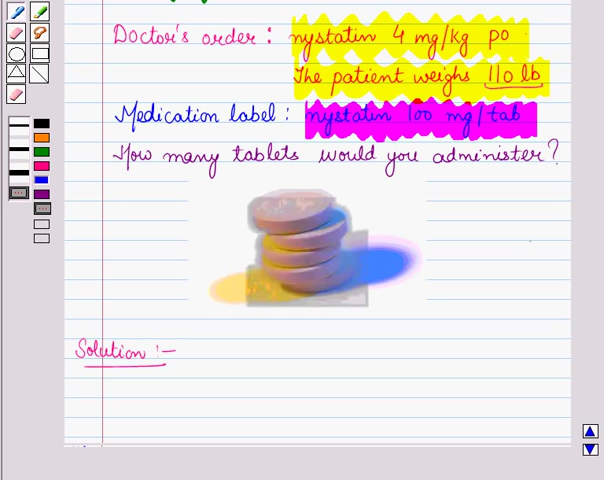 Doctor's order : nystatin 4 mg/kg po
The patient weighs 110 lb
Medication label : nystatin 100 mg/tab
How many tablets would you administer?
Solution :-